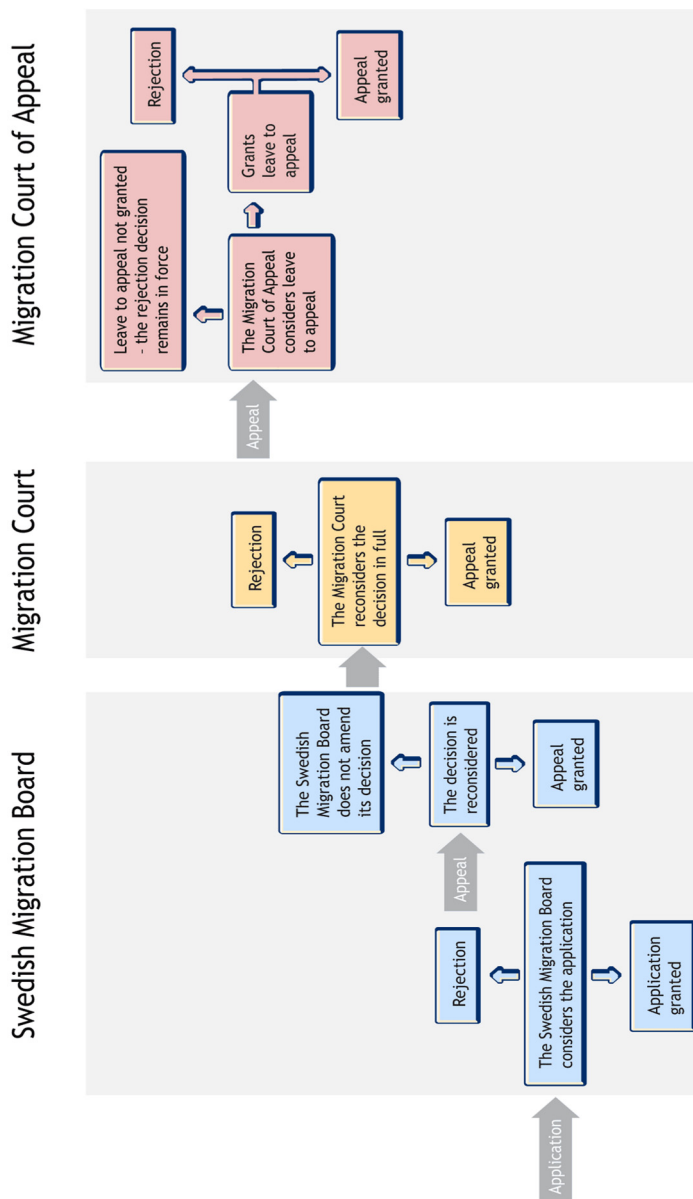 Swedish Migration Board
Migration Court
Migration Court of Appeal
Application
The Swedish Migration Board
considers the application
Rejection
Application
granted
Appeal
The decision is
reconsidered
The Swedish
Migration Board
does not amend
its decision
Appeal
granted
The Migration Court
reconsiders the
decision in full
Rejection
Appeal
granted
Appeal
The Migration
Court of Appeal
considers leave
to appeal
Leave to appeal not granted
- the rejection decision
remains in force
Grants
leave to
appeal
Rejection
Appeal
granted